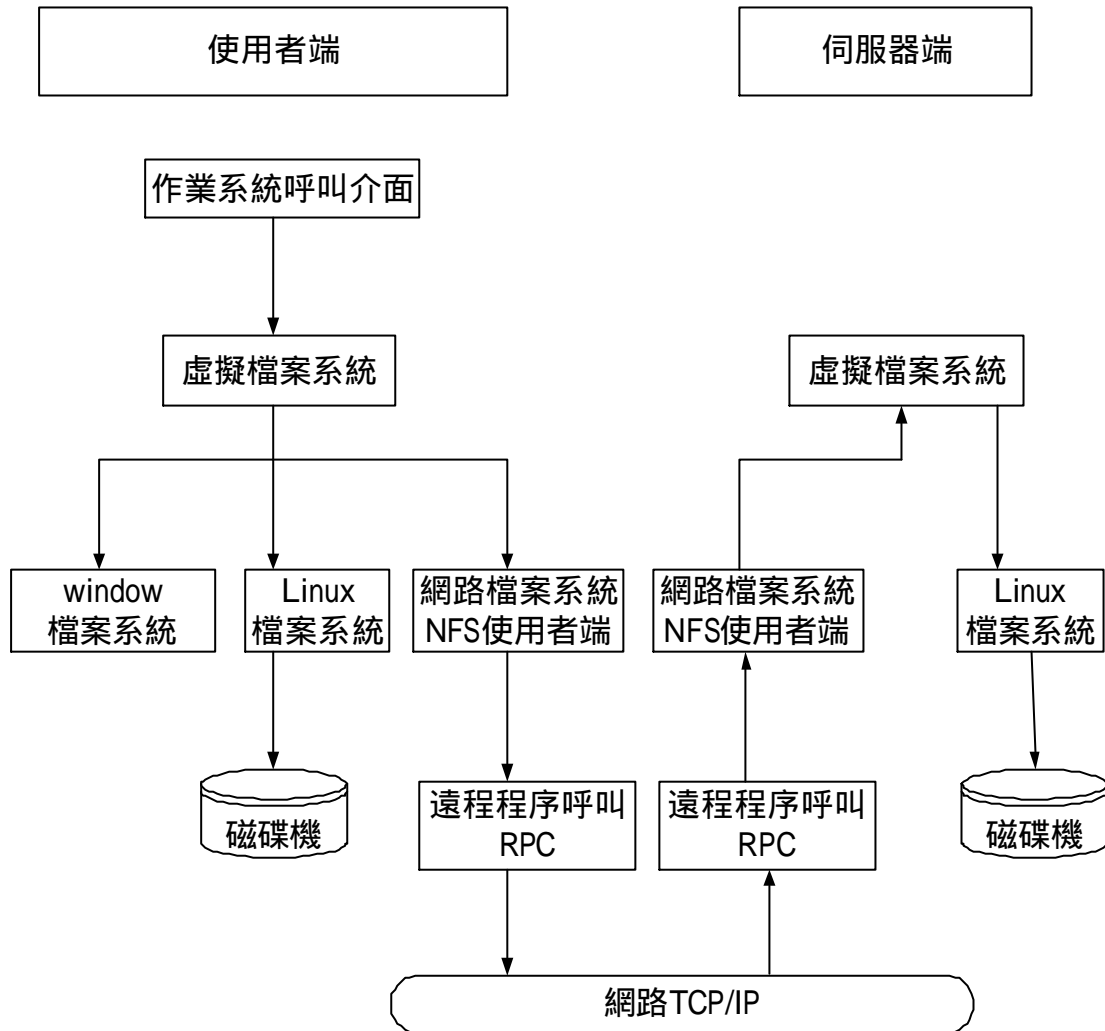 使用者端
伺服器端
作業系統呼叫介面
虛擬檔案系統
虛擬檔案系統
window
檔案系統
Linux
檔案系統
網路檔案系統
NFS使用者端
網路檔案系統
NFS使用者端
Linux
檔案系統
磁碟機
遠程程序呼叫
RPC
遠程程序呼叫
RPC
磁碟機
網路TCP/IP